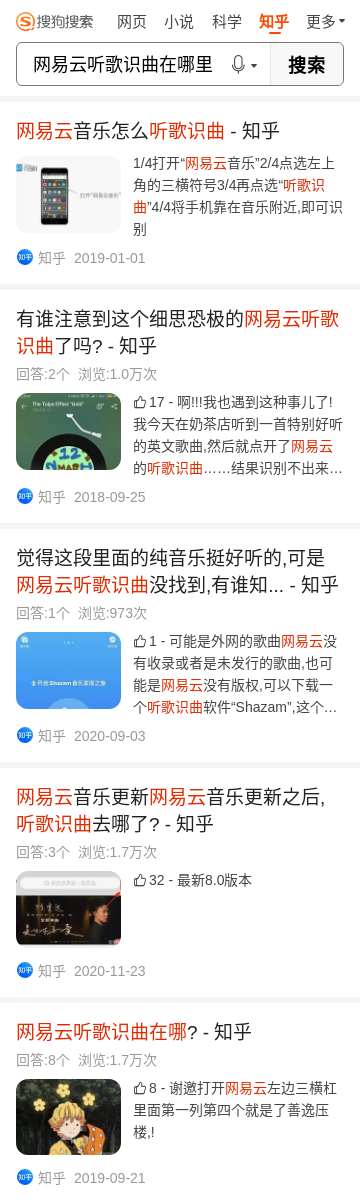 搜狗搜索 网页 小说 科学 知乎 更多
网易云听歌识曲在哪里 搜索
网易云音乐怎么听歌识曲 - 知乎
1/4打开“网易云音乐”2/4点选左上
角的三横符号3/4再点选“听歌识
曲”4/4将手机靠在音乐附近,即可识
别
知乎 2019-01-01
有谁注意到这个细思恐极的网易云听歌
识曲了吗? - 知乎
回答:2个 浏览:1.0万次
The Tulpa Effect "8x8"
17 - 啊!!!我也遇到这种事儿了!
我今天在奶茶店听到一首特别好听
的英文歌曲,然后就点开了网易云
的听歌识曲……结果识别不出来…
知乎 2018-09-25
觉得这段里面的纯音乐挺好听的,可是
网易云听歌识曲没找到,有谁知... - 知乎
回答:1个 浏览:973次
开启Shazam音乐发现之旅
1 - 可能是外网的歌曲网易云没
有收录或者是未发行的歌曲,也可
能是网易云没有版权,可以下载一
个听歌识曲软件“Shazam”,这个…
知乎 2020-09-03
网易云音乐更新网易云音乐更新之后,
听歌识曲去哪了? - 知乎
回答:3个 浏览:1.7万次
32 - 最新8.0版本
知乎 2020-11-23
网易云听歌识曲在哪? - 知乎
回答:8个 浏览:1.7万次
8 - 谢邀打开网易云左边三横杠
里面第一列第四个就是了善逸压
楼,!
知乎 2019-09-21